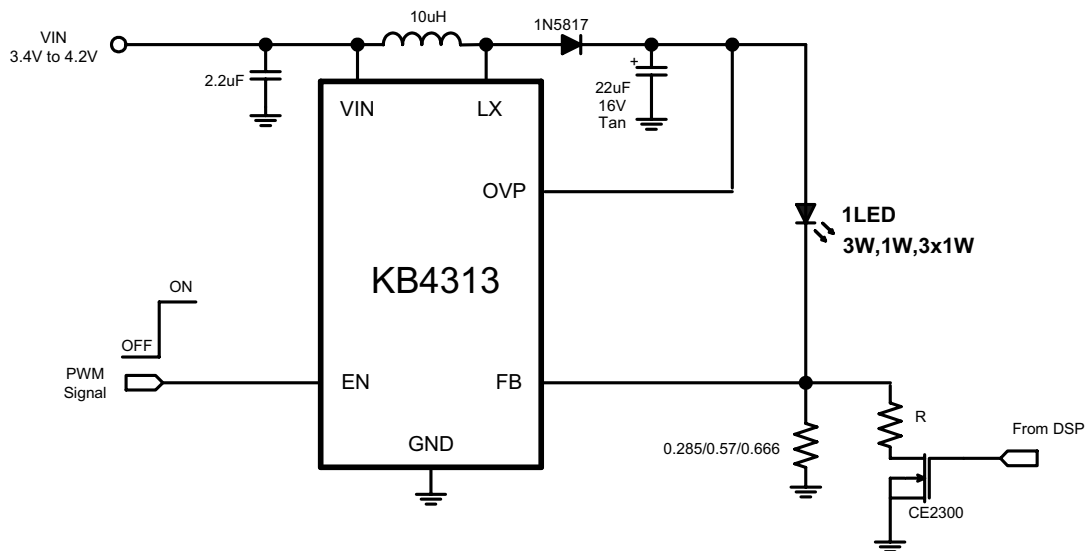 10uH
1N5817
VIN
3.4V to 4.2V
2.2uF
+
22uF
16V
Tan
VIN
LX
OVP
1LED
3W,1W,3x1W
KB4313
ON
OFF
PWM
Signal
EN
FB
GND
0.285/0.57/0.666
R
From DSP
CE2300